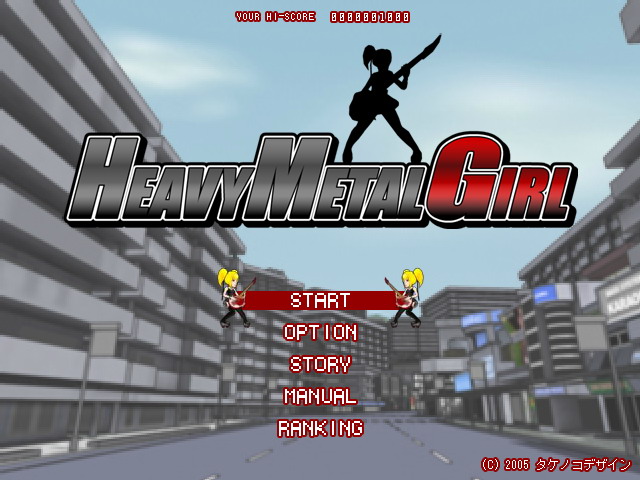 YOUR HI-SCORE 0000001000
HEAVYMETALGIRL
START
OPTION
STORY
MANUAL
RANKING
(C) 2005 タケノコデザイン